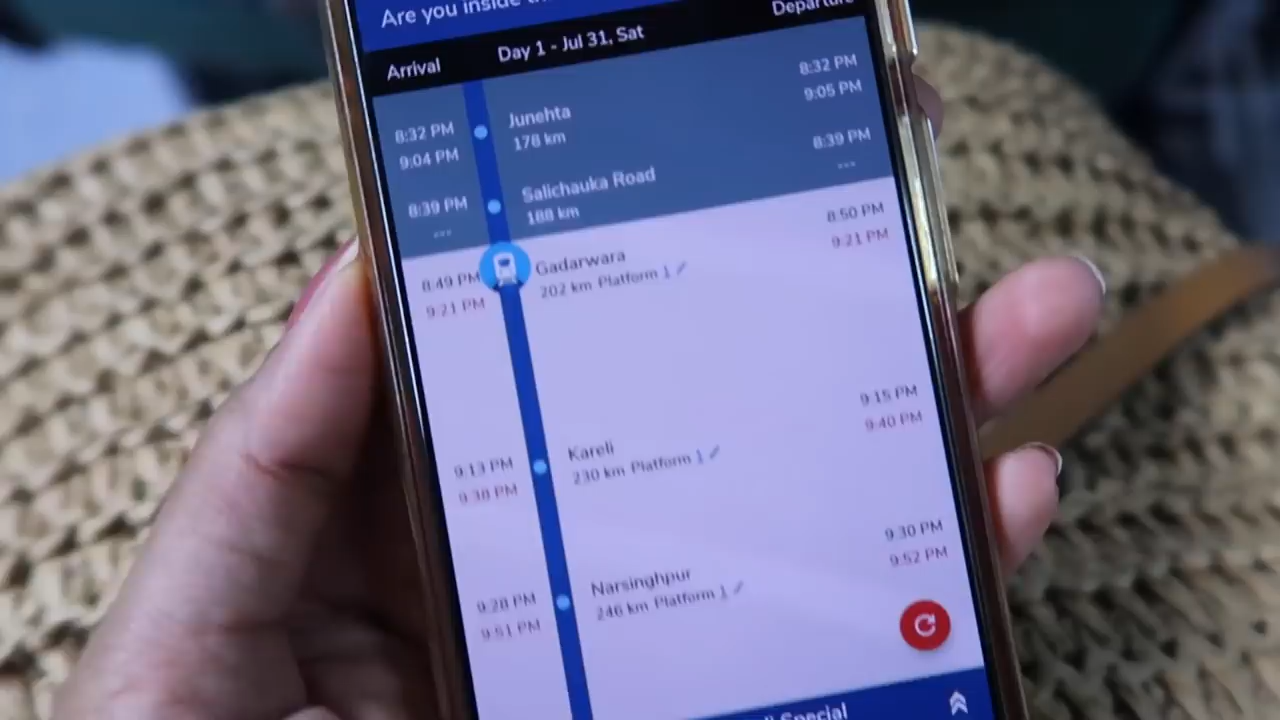 Are you inside
Arrival
Day 1 - Jul 31, Sat
Departure
8:32 PM
9:04 PM
Junehta
178 km
8:32 PM
9:05 PM
8:39 PM
---
Salichauka Road
188 km
8:39 PM
---
8:49 PM
9:21 PM
Gadarwara
202 km Platform 1
8:50 PM
9:21 PM
9:13 PM
9:38 PM
Kareli
230 km Platform 1
9:15 PM
9:40 PM
9:28 PM
9:51 PM
Narsinghpur
246 km Platform 1
9:30 PM
9:52 PM
Special